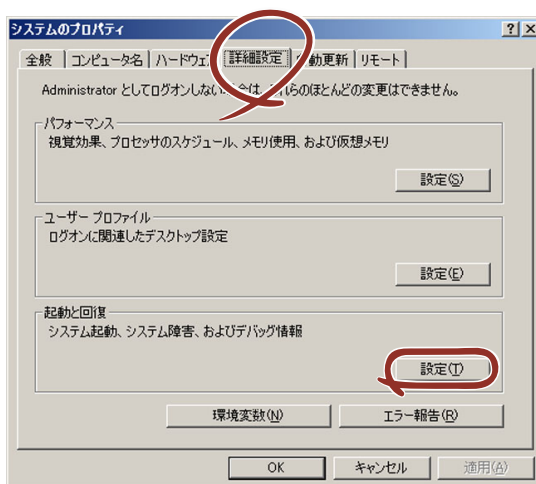 システムのプロパティ
全般 コンピュータ名 ハードウェア 詳細設定 動更新 リモート
Administrator としてログオンしない 合は、 れらのほとんどの変更はできません。
パフォーマンス
視覚効果、プロセッサのスケジュール、メモリ使用、および仮想メモリ
設定(S)
ユーザー プロファイル
ログオンに関連したデスクトップ設定
設定(E)
起動と回復
システム起動、システム障害、およびデバッグ情報
設定(T)
環境変数(N) エラー報告(R)
OK キャンセル 適用(A)